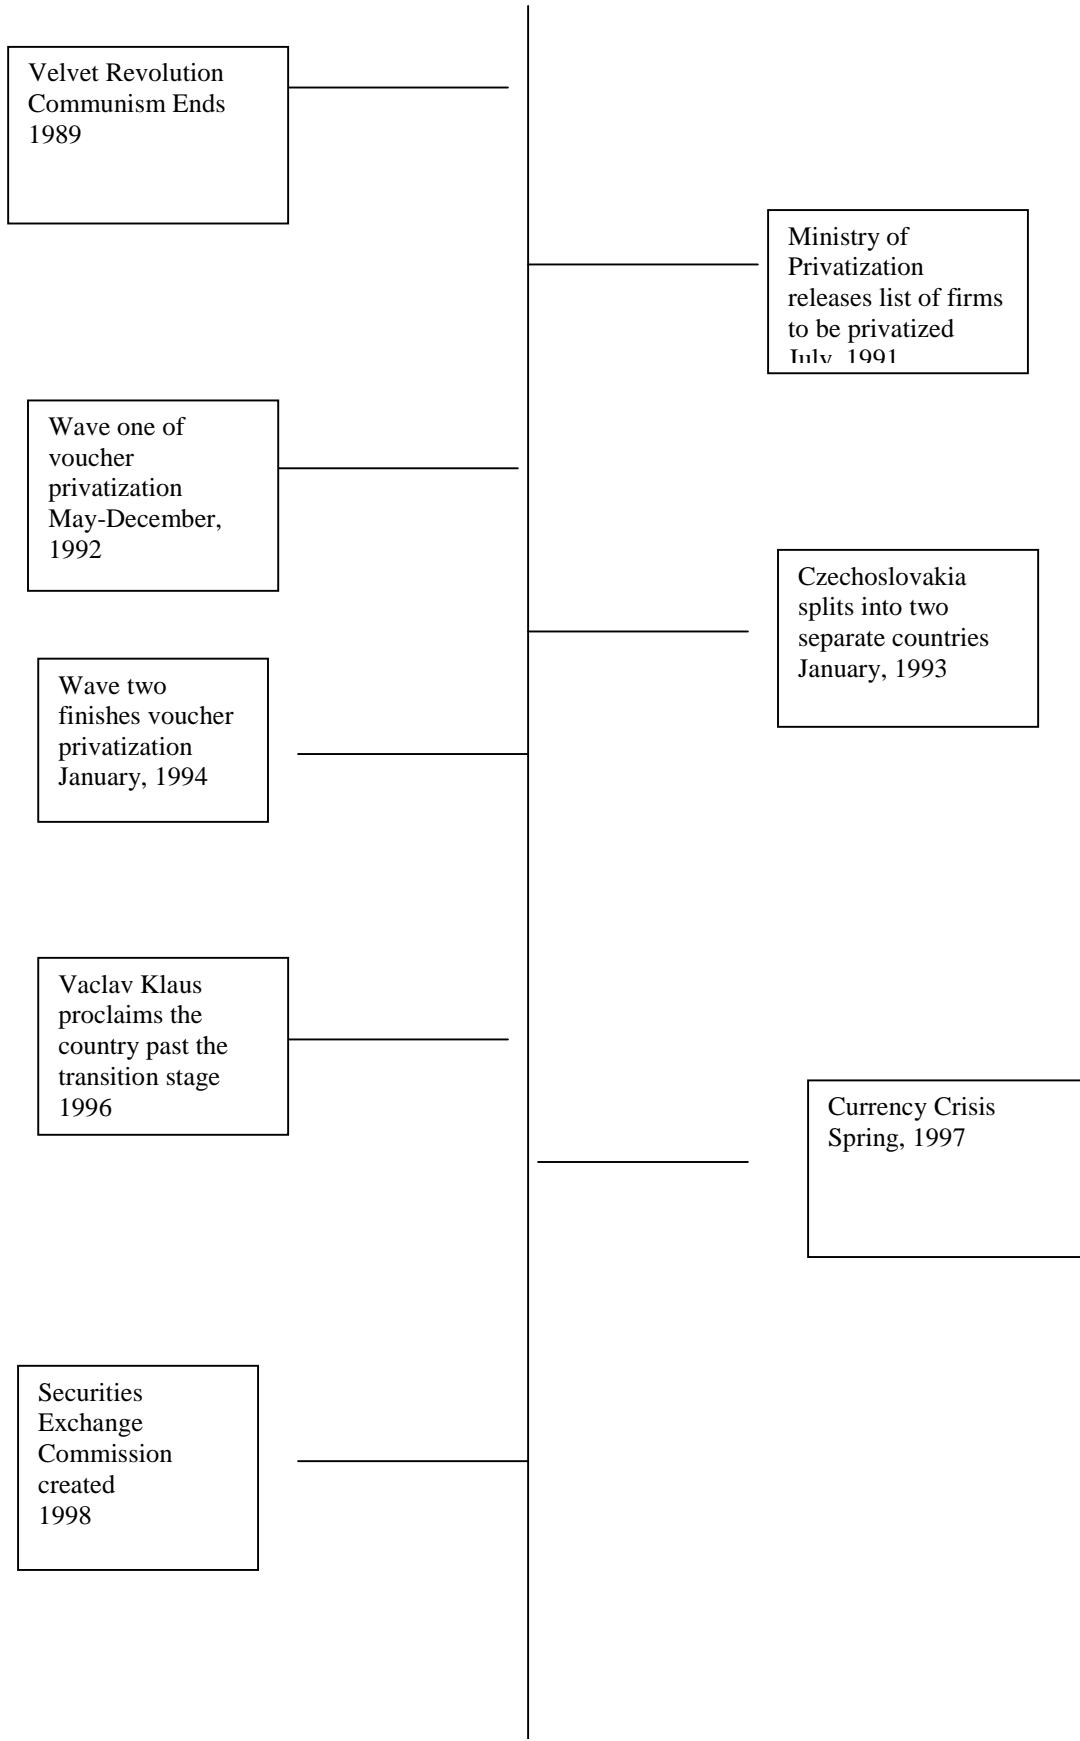 Velvet Revolution
Communism Ends
1989
Ministry of
Privatization
releases list of firms
to be privatized
July, 1991
Wave one of
voucher
privatization
May-December,
1992
Czechoslovakia
splits into two
separate countries
January, 1993
Wave two
finishes voucher
privatization
January, 1994
Vaclav Klaus
proclaims the
country past the
transition stage
1996
Currency Crisis
Spring, 1997
Securities
Exchange
Commission
created
1998